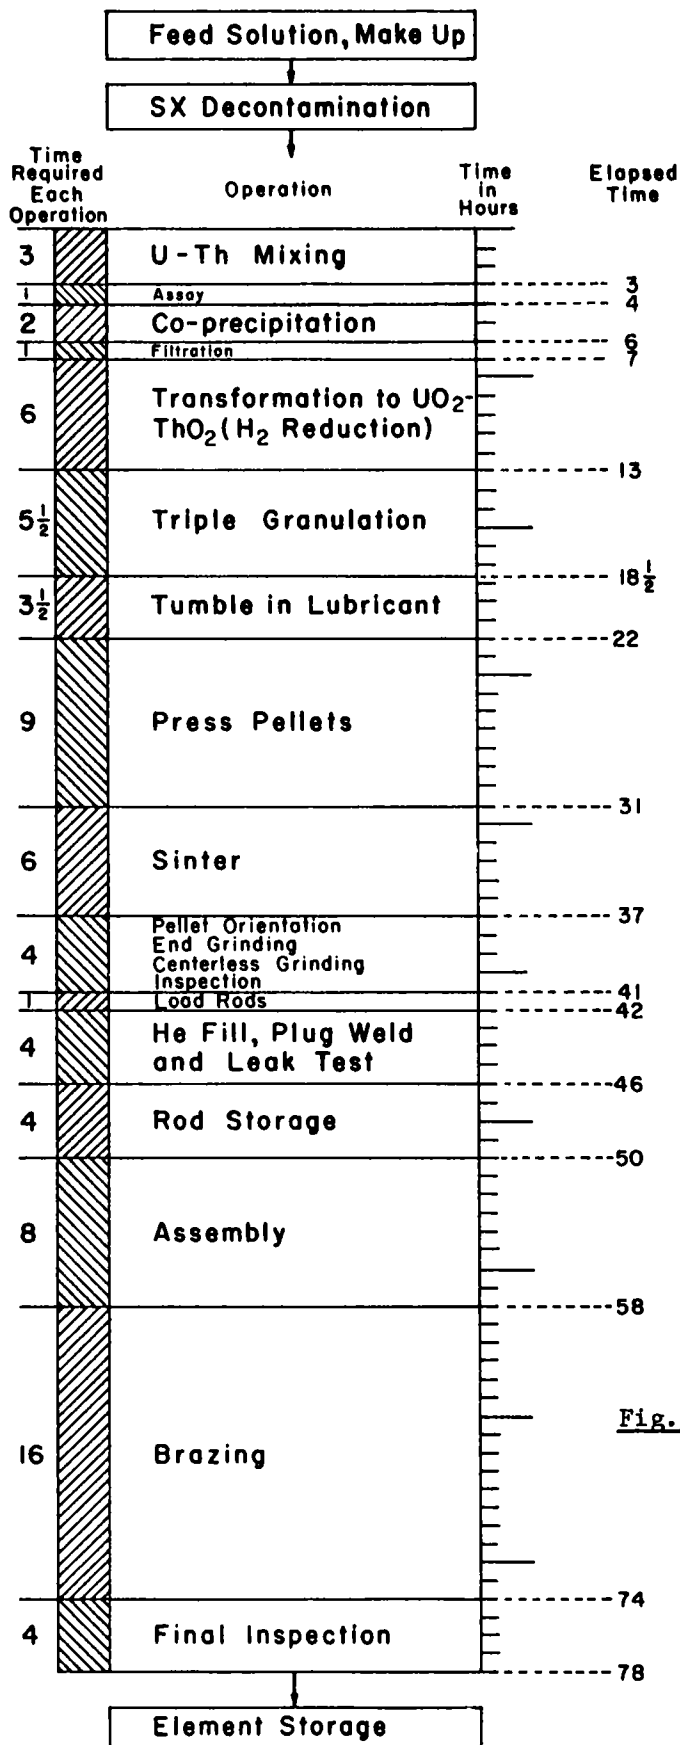 Feed Solution, Make Up
SX Decontamination
Time Required Each Operation
Operation
Time in Hours
Elapsed Time
3
U-Th Mixing
3
1
Assay
4
2
Co-precipitation
6
1
Filtration
7
6
Transformation to UO₂-
ThO₂ (H₂ Reduction)
13
5½
Triple Granulation
18½
3½
Tumble in Lubricant
22
9
Press Pellets
31
6
Sinter
37
4
Pellet Orientation
End Grinding
Centerless Grinding
Inspection
41
1
Load Rods
42
4
He Fill, Plug Weld
and Leak Test
46
4
Rod Storage
50
8
Assembly
58
Fig.
16
Brazing
74
4
Final Inspection
78
Element Storage